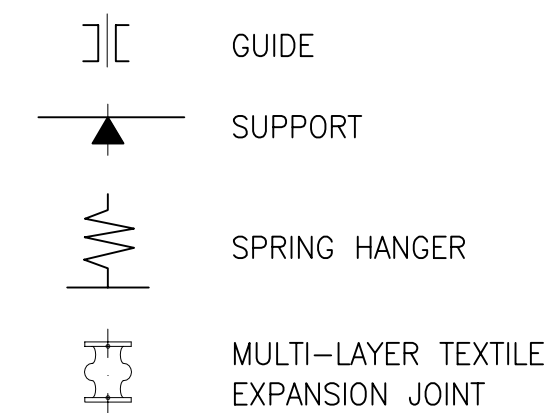 GUIDE
SUPPORT
SPRING HANGER
MULTI-LAYER TEXTILE
EXPANSION JOINT